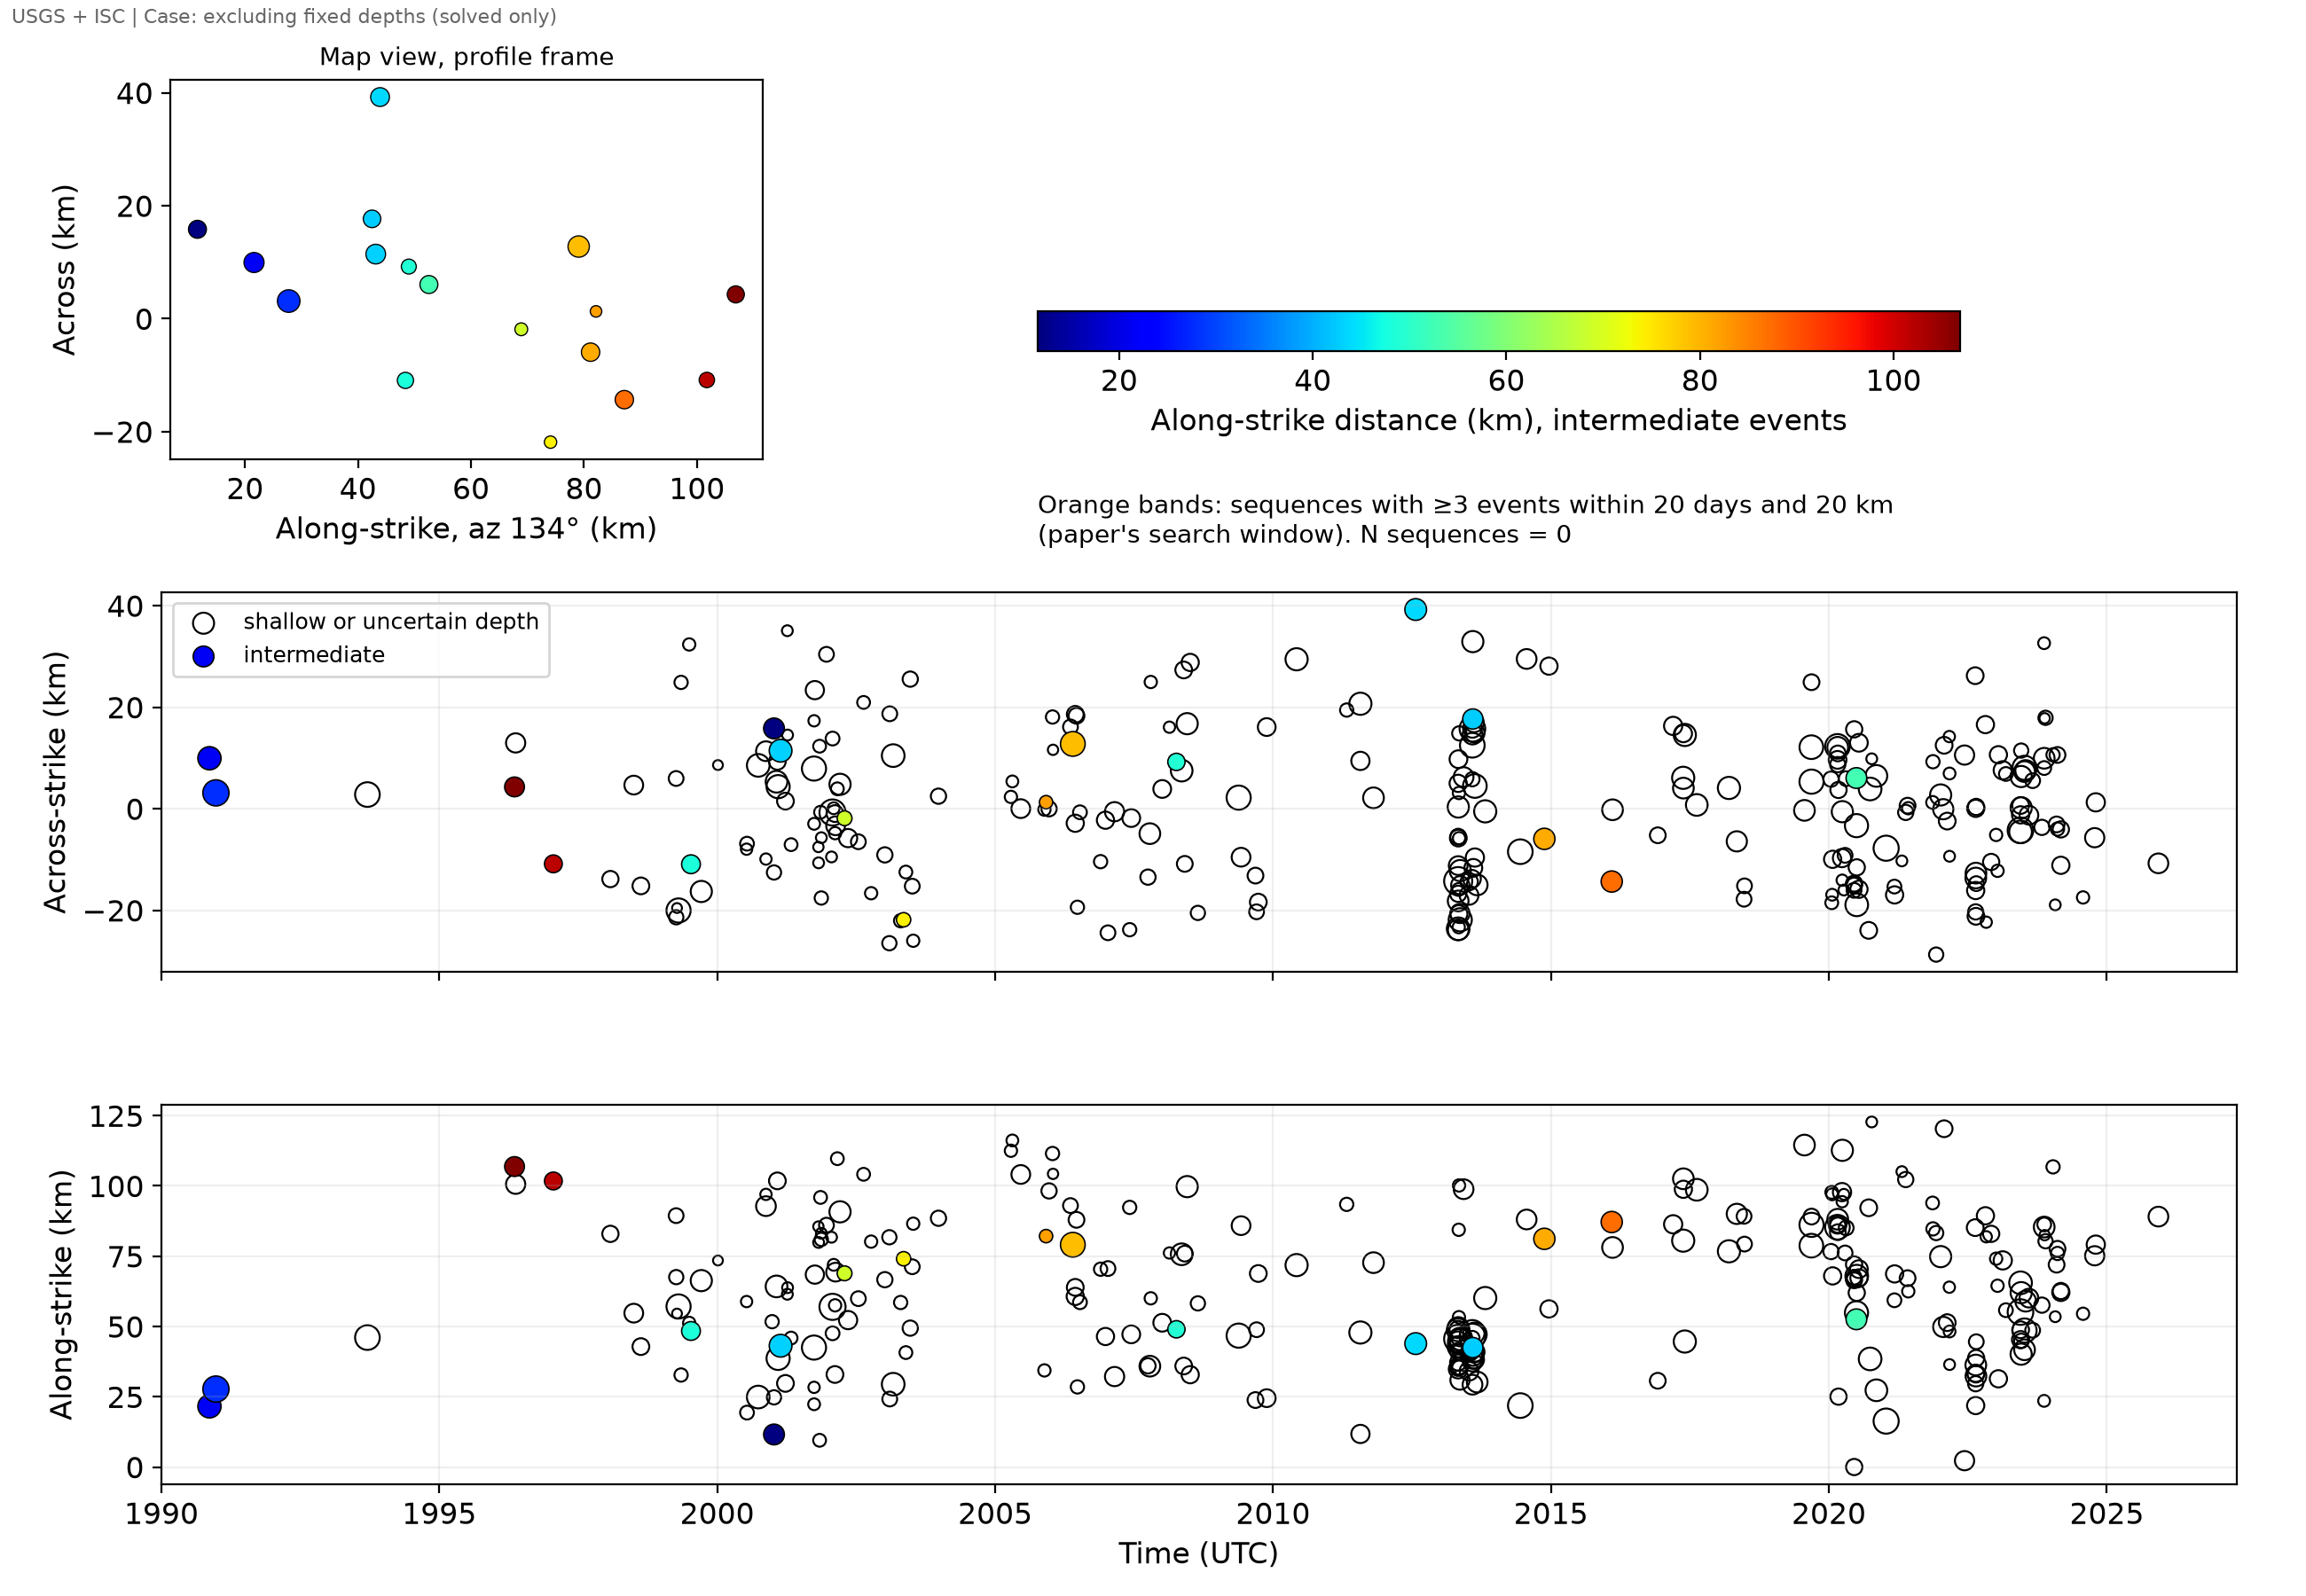 USGS + ISC | Case: excluding fixed depths (solved only)
Map view, profile frame
40
20
0
−20
Across (km)
20 40 60 80 100
Along-strike, az 134° (km)
20 40 60 80 100
Along-strike distance (km), intermediate events
Orange bands: sequences with ≥3 events within 20 days and 20 km
(paper's search window). N sequences = 0
40
20
0
−20
Across-strike (km)
shallow or uncertain depth
intermediate
125
100
75
50
25
0
Along-strike (km)
1990 1995 2000 2005 2010 2015 2020 2025
Time (UTC)